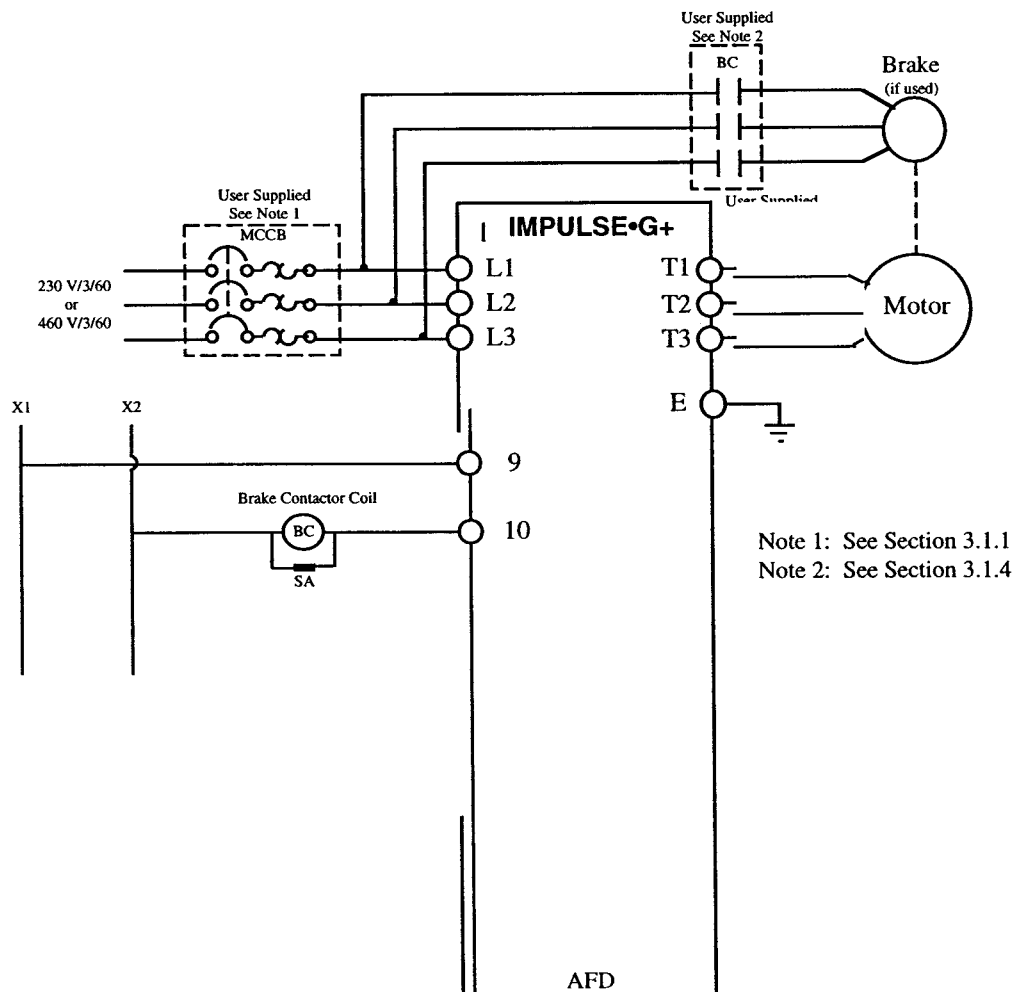 User Supplied
See Note 2
BC
Brake
(if used)
User Supplied
User Supplied
See Note 1
MCCB
IMPULSE•G+
230 V/3/60
or
460 V/3/60
L1
L2
L3
T1
T2
T3
Motor
E
X1
X2
9
Brake Contactor Coil
BC
10
SA
Note 1: See Section 3.1.1
Note 2: See Section 3.1.4
AFD